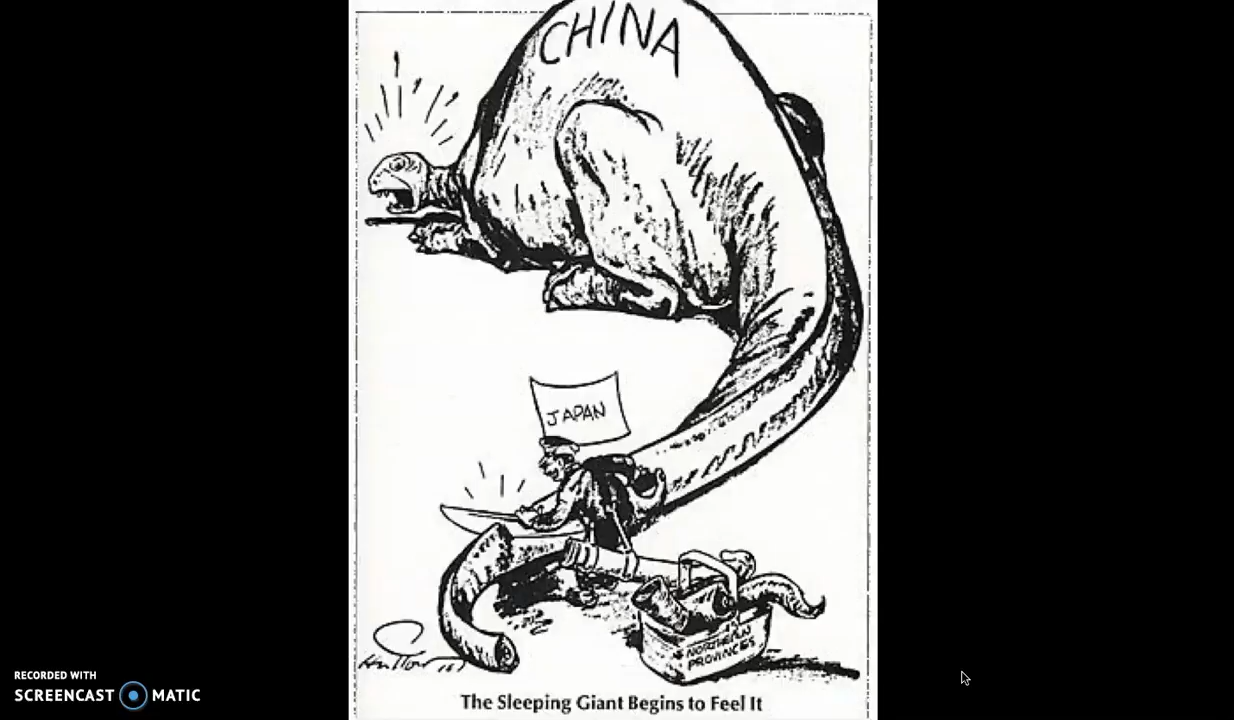 CHINA
JAPAN
NORTHERN
PROVINCES
RECORDED WITH
SCREENCAST MATIC
The Sleeping Giant Begins to Feel It